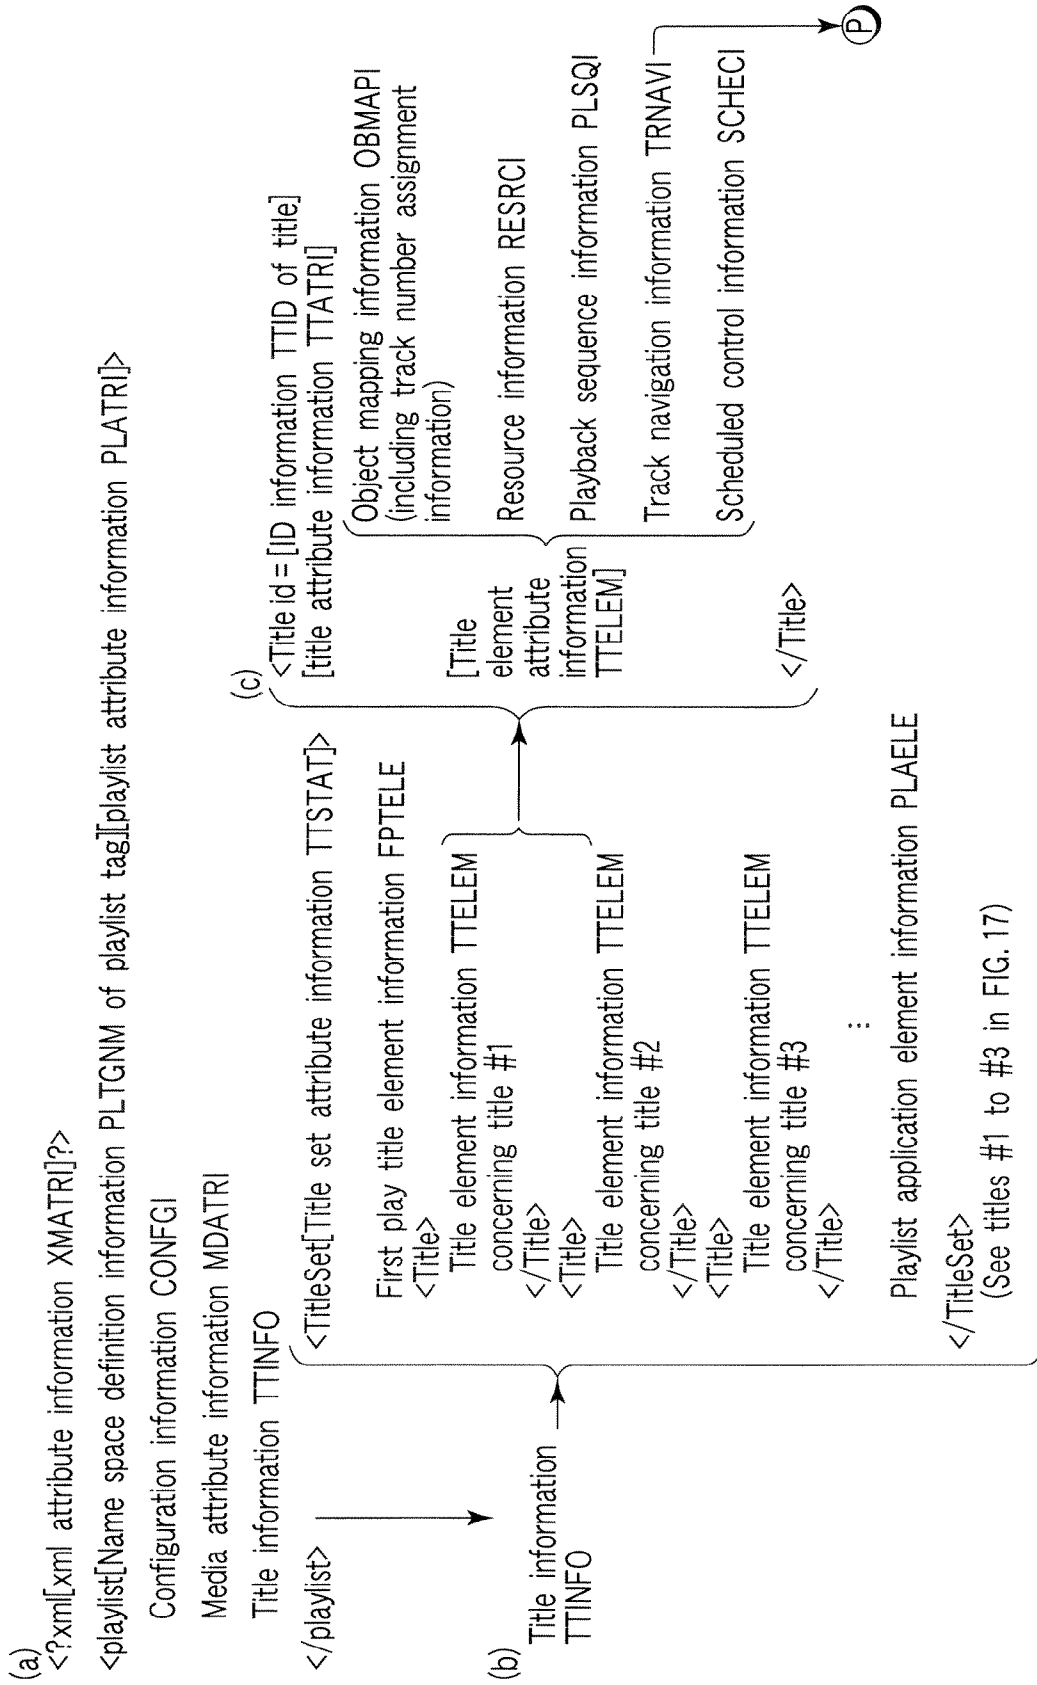 (a)
<?xml[xml attribute information XMATRI]?>
<playlist[Name space definition information PLTGNM of playlist tag][playlist attribute information PLATRI]>
Configuration information CONFGI
Media attribute information MDATRI
Title information TTINFO
</playlist>
(b)
Title information
TTINFO
<TitleSet[Title set attribute information TTSTAT]>
First play title element information FPTELE
<Title>
Title element information TTELEM
concerning title #1
</Title>
<Title>
Title element information TTELEM
concerning title #2
</Title>
<Title>
Title element information TTELEM
concerning title #3
</Title>
⋮
Playlist application element information PLAELE
</TitleSet>
(See titles #1 to #3 in FIG. 17)
(c)
<Title id = [ID information TTID of title]
[title attribute information TTATRI]
[Title
element
attribute
information
TTELEM]
Object mapping information OBMAPI
(including track number assignment
information)
Resource information RESRCI
Playback sequence information PLSQI
Track navigation information TRNAVI
Scheduled control information SCHECI
</Title>
P